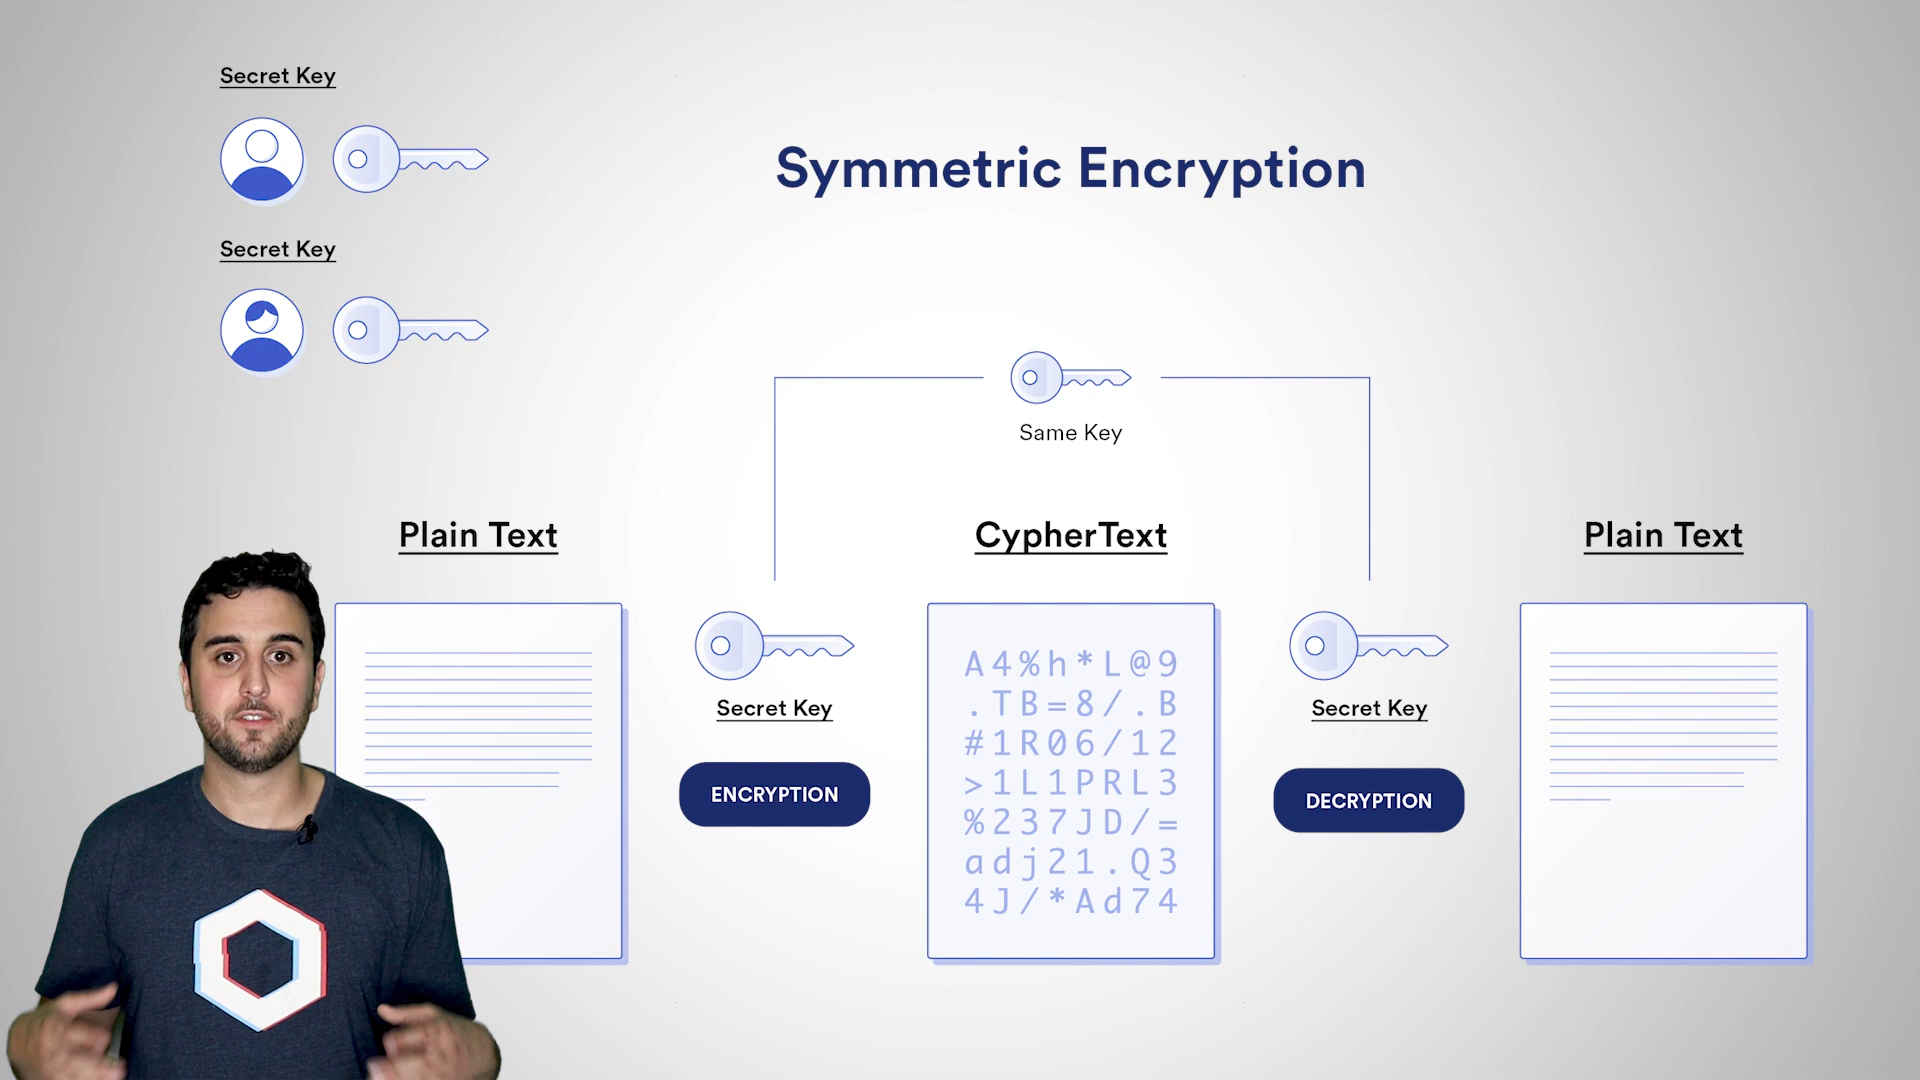 Secret Key
Symmetric Encryption
Secret Key
Same Key
Plain Text
CypherText
Plain Text
A4%h*L@9
.TB=8/.B
#1R06/12
>1L1PRL3
%237JD/=
adj21.Q3
4J/*Ad74
Secret Key
Secret Key
ENCRYPTION
DECRYPTION